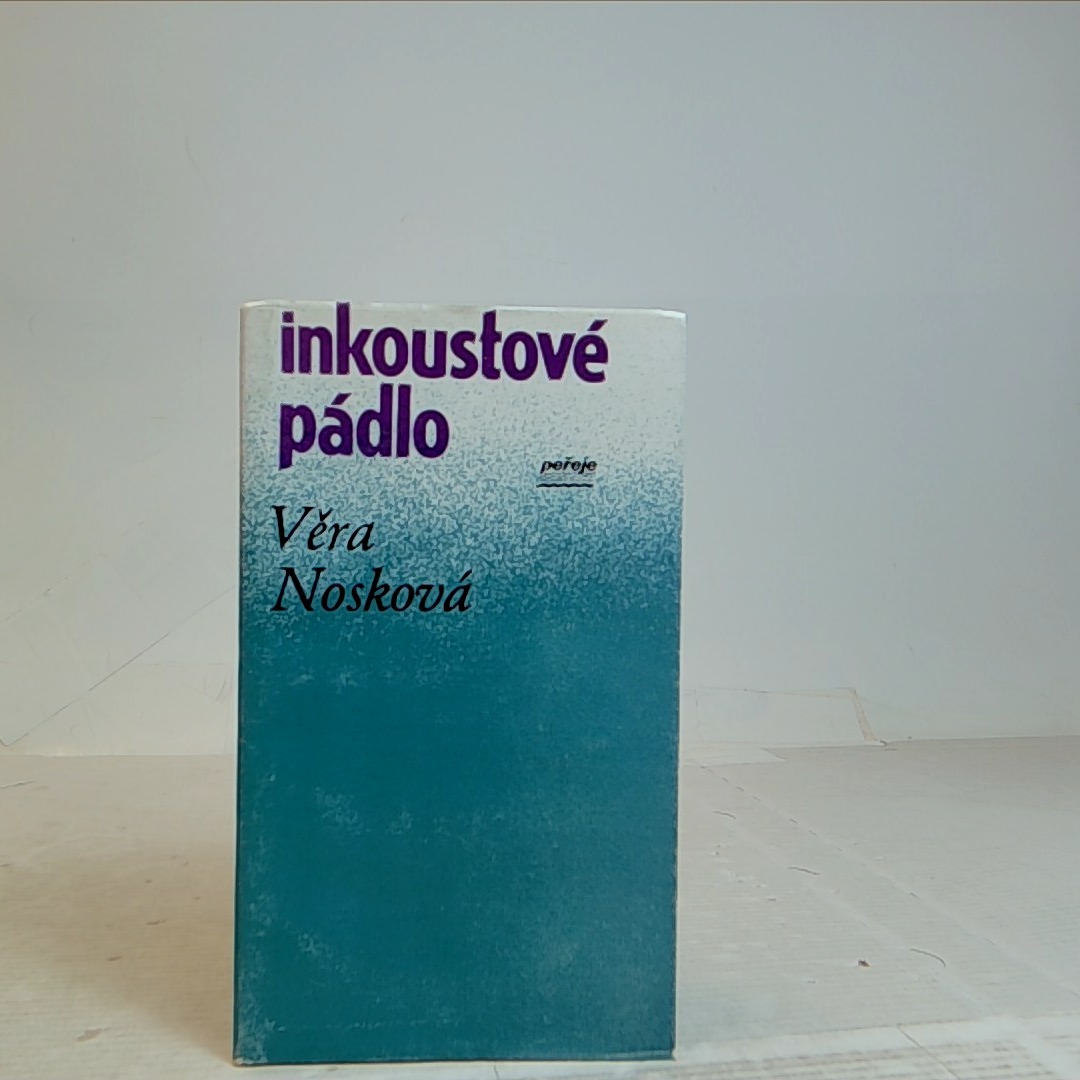 inkoustové
pádlo
peřeje
Věra
Nosková